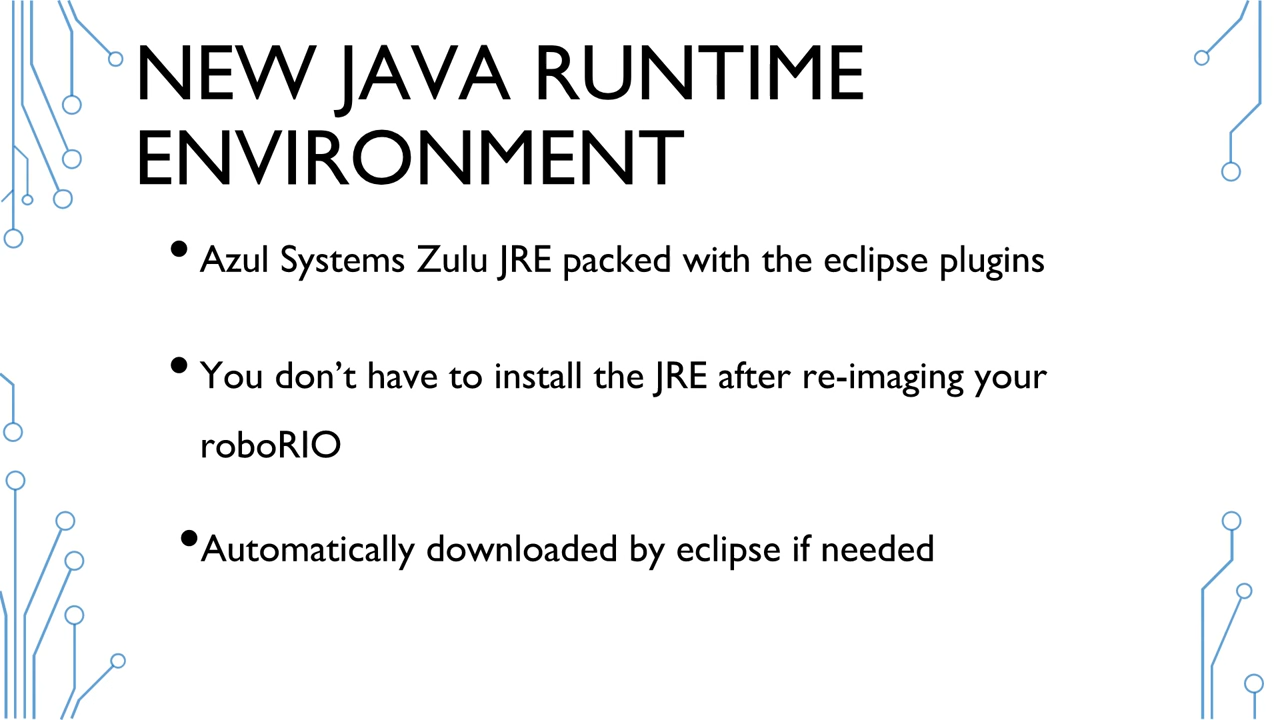 NEW JAVA RUNTIME
ENVIRONMENT
• Azul Systems Zulu JRE packed with the eclipse plugins
• You don’t have to install the JRE after re-imaging your
roboRIO
•Automatically downloaded by eclipse if needed